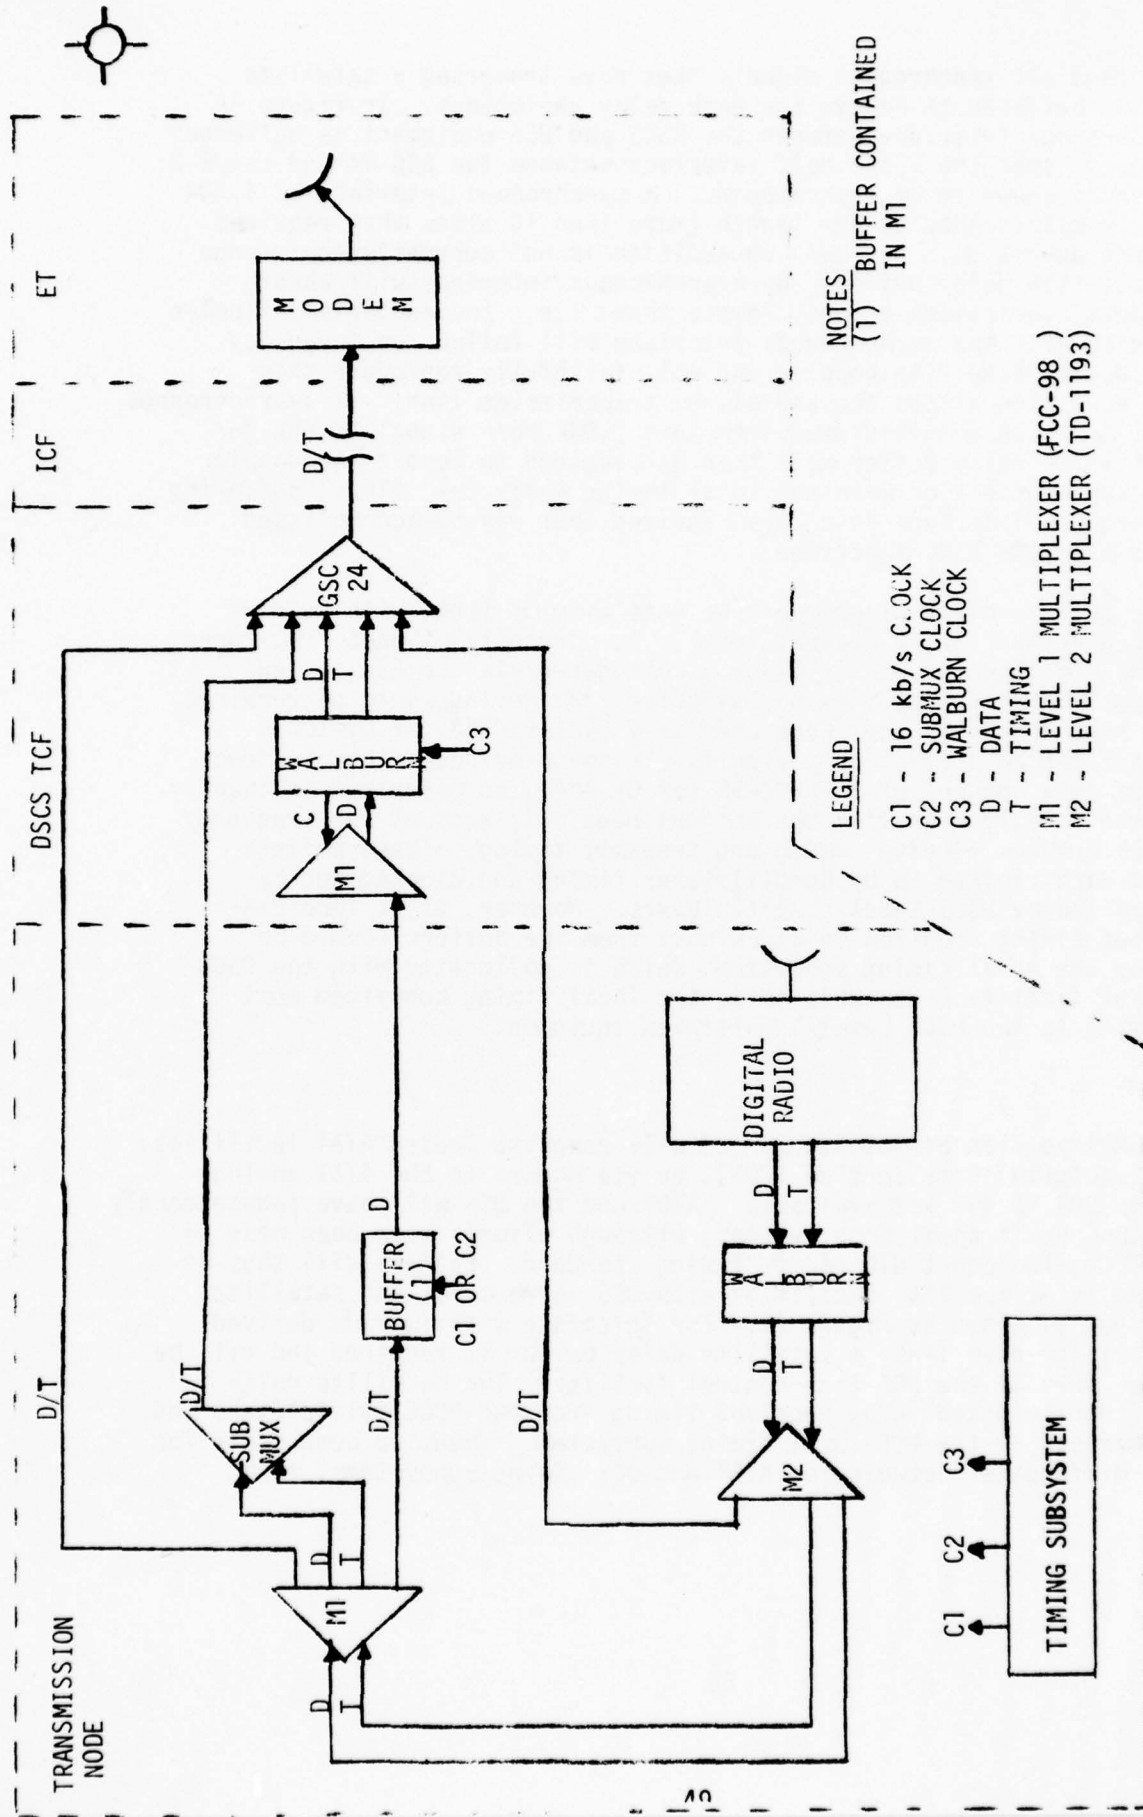 TRANSMISSION
NODE
DSCS TCF
ICF
ET
D/T
D/T
SUB
MUX
D
T
M1
D
T
D/T
BUFFER
(1)
C1 OR C2
D
M1
C
D
WALBURN
C3
D
T
GSC
24
D/T
MODEM
D/T
M2
D
T
WALBURN
D
T
DIGITAL
RADIO
C1
C2
C3
TIMING SUBSYSTEM
LEGEND
C1 - 16 kb/s CLOCK
C2 - SUBMUX CLOCK
C3 - WALBURN CLOCK
D - DATA
T - TIMING
M1 - LEVEL 1 MULTIPLEXER (FCC-98)
M2 - LEVEL 2 MULTIPLEXER (TD-1193)
NOTES
(1) BUFFER CONTAINED
IN M1